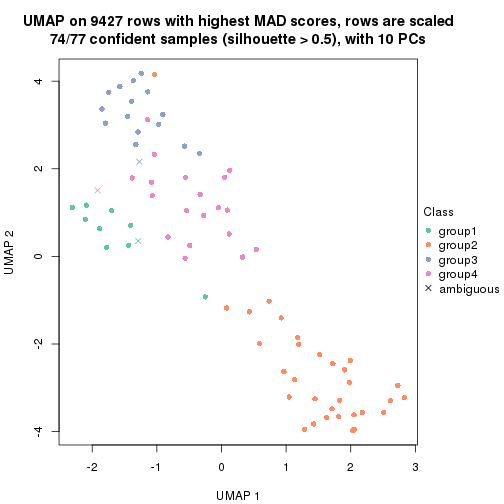 UMAP on 9427 rows with highest MAD scores, rows are scaled
74/77 confident samples (silhouette > 0.5), with 10 PCs
4
2
0
-2
-4
UMAP 2
-2
-1
0
1
2
3
UMAP 1
Class
group1
group2
group3
group4
ambiguous